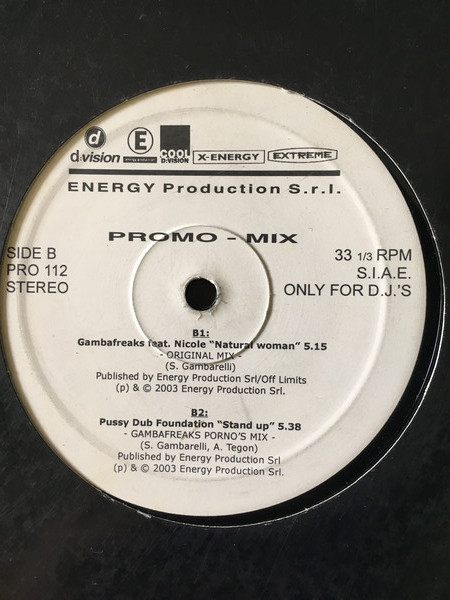 d
d:vision
E
COOL
D:VISION
X-ENERGY
EXTREME
ENERGY Production S.r.l.
PROMO - MIX
SIDE B
PRO 112
STEREO
33 1/3 RPM
S.I.A.E.
ONLY FOR D.J.'S
B1:
Gambafreaks feat. Nicole "Natural woman" 5.15
- ORIGINAL MIX -
(S. Gambarelli)
Published by Energy Production Srl/Off Limits
(p) & © 2003 Energy Production Srl.
B2:
Pussy Dub Foundation "Stand up" 5.38
- GAMBAFREAKS PORNO'S MIX -
(S. Gambarelli, A. Tegon)
Published by Energy Production Srl
(p) & © 2003 Energy Production Srl.